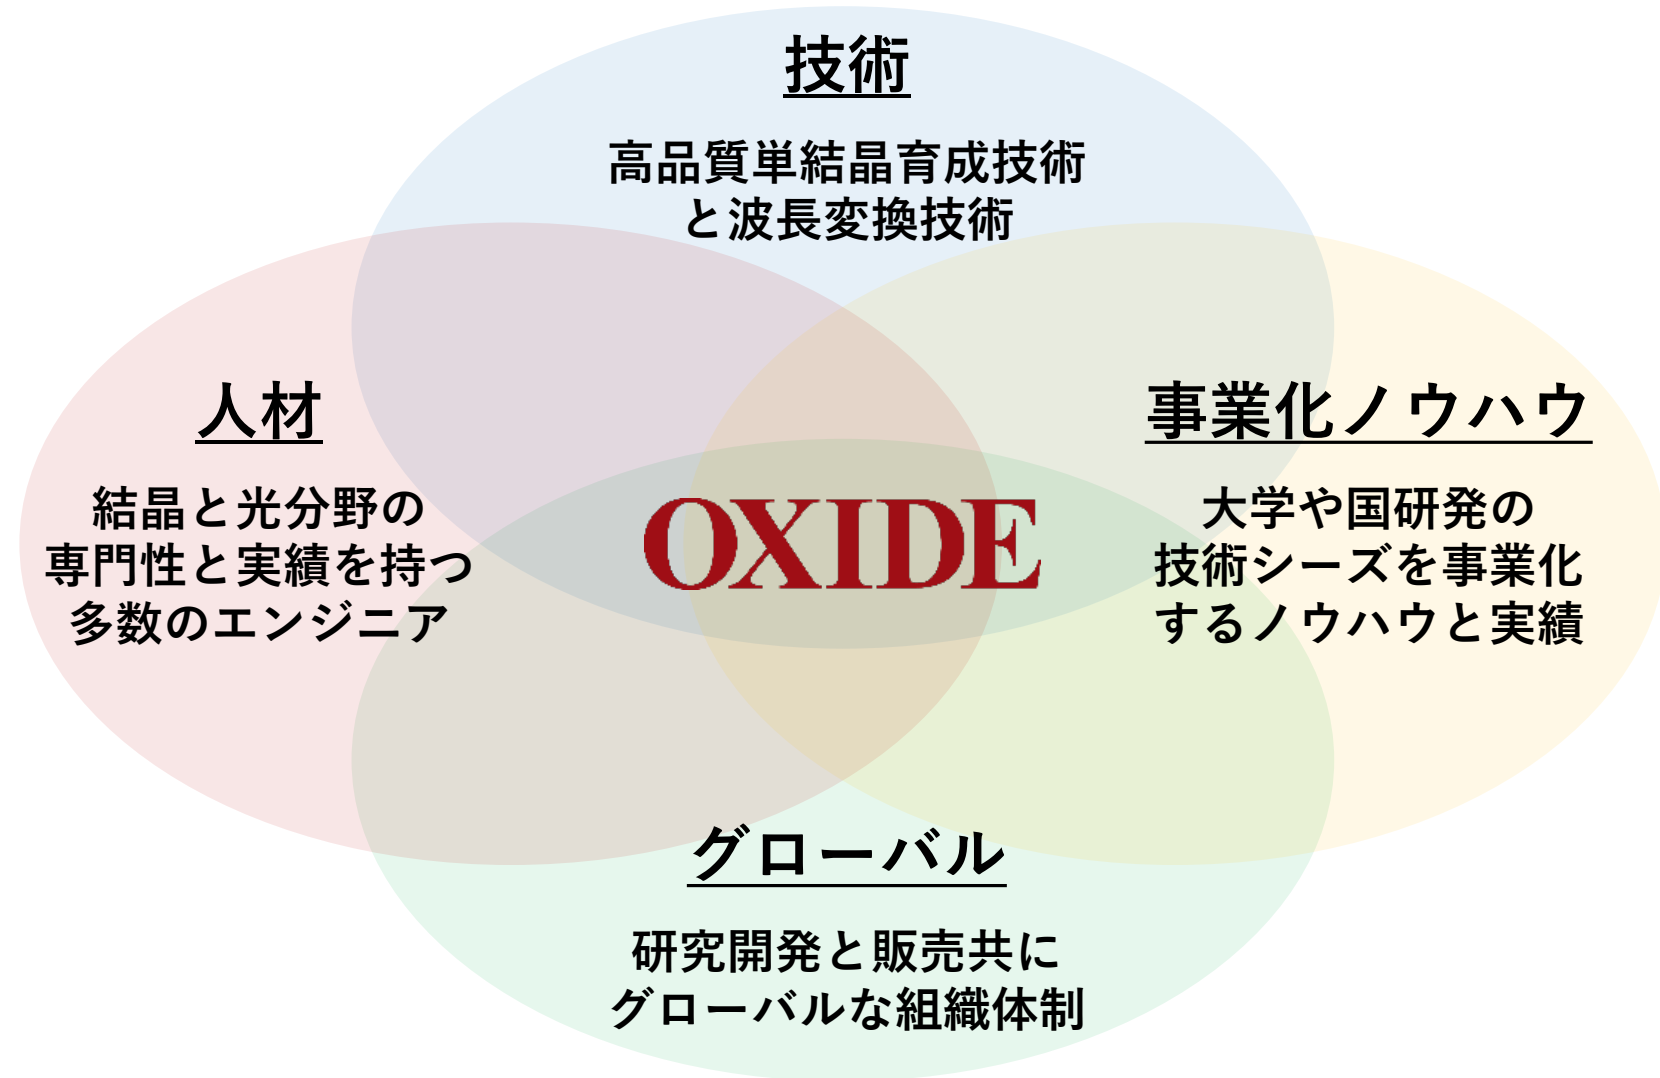 技術
高品質単結晶育成技術
と波長変換技術
人材
結晶と光分野の
専門性と実績を持つ
多数のエンジニア
OXIDE
事業化ノウハウ
大学や国研発の
技術シーズを事業化
するノウハウと実績
グローバル
研究開発と販売共に
グローバルな組織体制